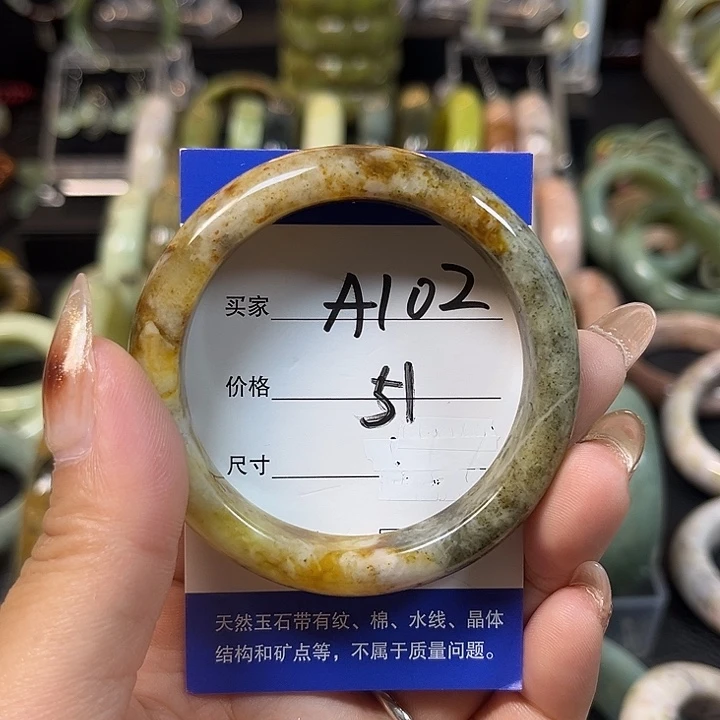 买家 A102
价格 51
尺寸
天然玉石带有纹、棉、水线、晶体
结构和矿点等，不属于质量问题。